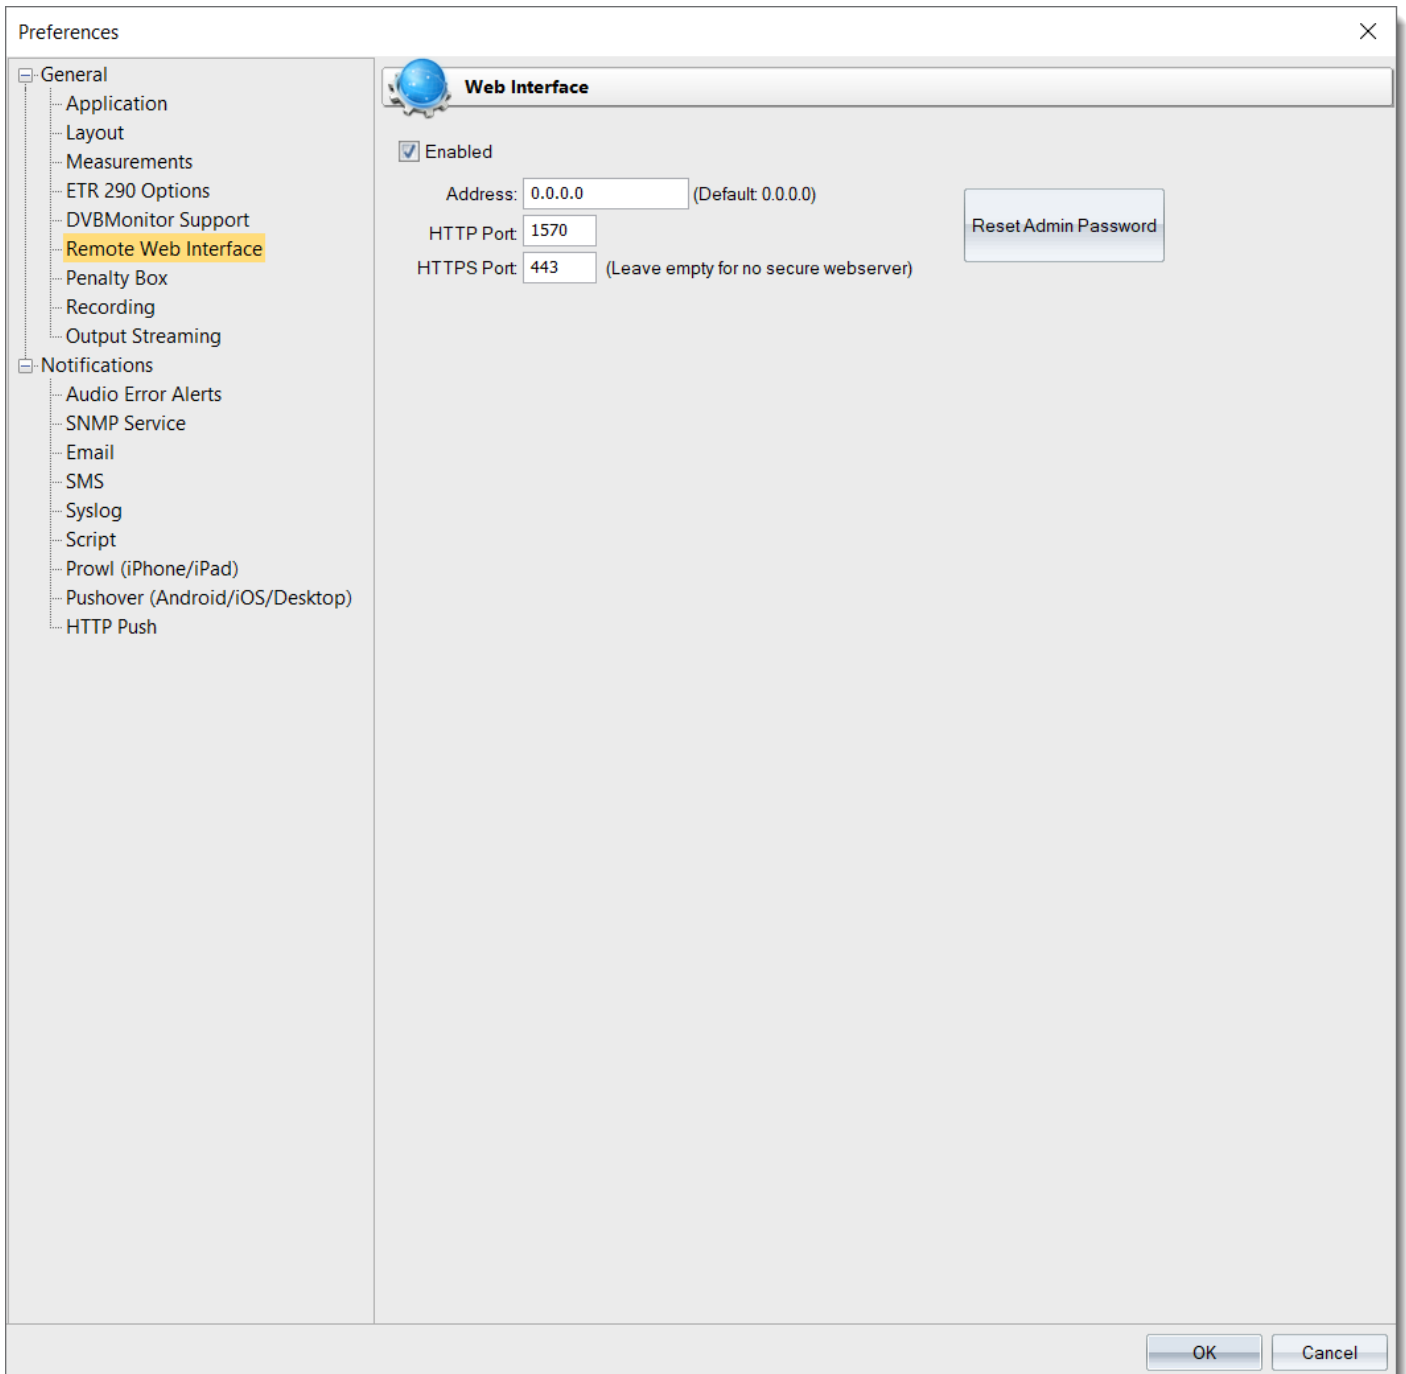 Preferences
General
Application
Layout
Measurements
ETR 290 Options
DVBMonitor Support
Remote Web Interface
Penalty Box
Recording
Output Streaming
Notifications
Audio Error Alerts
SNMP Service
Email
SMS
Syslog
Script
Prowl (iPhone/iPad)
Pushover (Android/iOS/Desktop)
HTTP Push
Web Interface
Enabled
Address: 0.0.0.0 (Default: 0.0.0.0)
HTTP Port: 1570
HTTPS Port: 443 (Leave empty for no secure webserver)
Reset Admin Password
OK Cancel